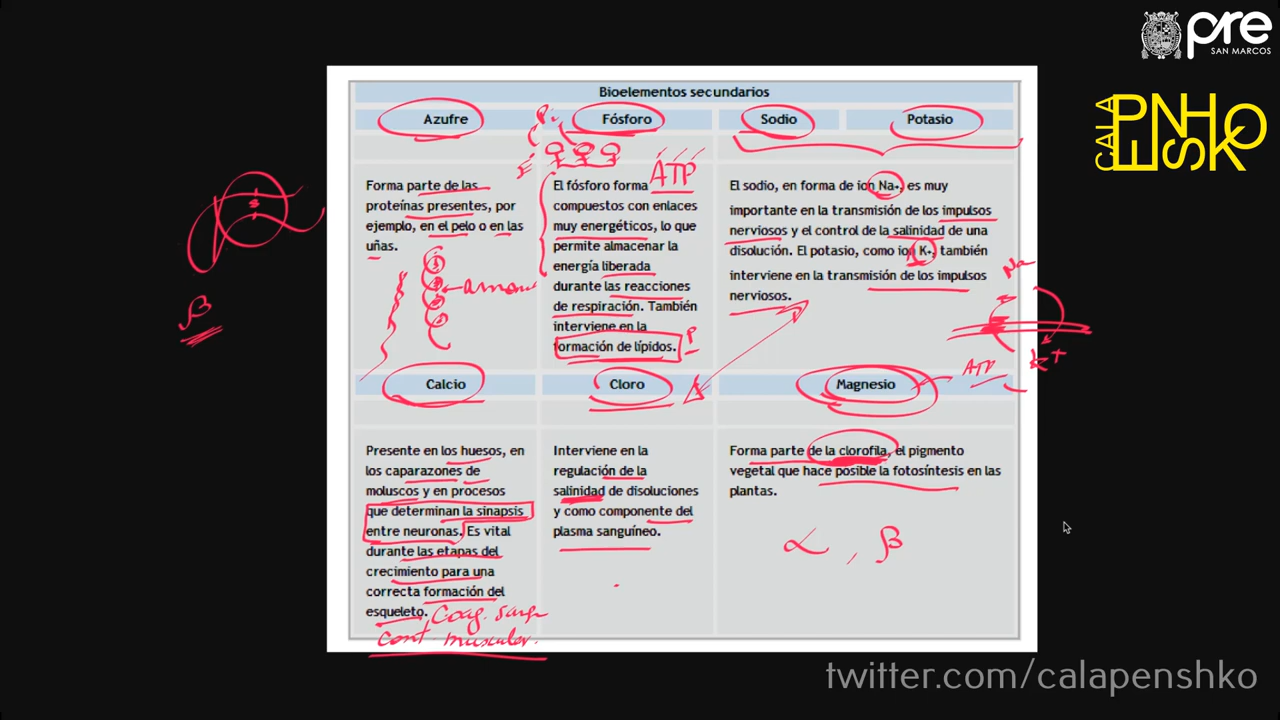 pre
SAN MARCOS
CALA
PENSHKO
Bioelementos secundarios
Azufre
Fósforo
Sodio
Potasio
Pi
ATP
Forma parte de las
proteínas presentes, por
ejemplo, en el pelo o en las
uñas.
El fósforo forma
compuestos con enlaces
muy energéticos, lo que
permite almacenar la
energía liberada
durante las reacciones
de respiración. También
interviene en la
formación de lípidos.
P
El sodio, en forma de ion Na+, es muy
importante en la transmisión de los impulsos
nerviosos y el control de la salinidad de una
disolución. El potasio, como ion K+, también
interviene en la transmisión de los impulsos
nerviosos.
S
β
Na
K+
ATP
Calcio
Cloro
Magnesio
Presente en los huesos, en
los caparazones de
moluscos y en procesos
que determinan la sinapsis
entre neuronas. Es vital
durante las etapas del
crecimiento para una
correcta formación del
esqueleto. Coag. sang
cont. muscular.
Interviene en la
regulación de la
salinidad de disoluciones
y como componente del
plasma sanguíneo.
Forma parte de la clorofila, el pigmento
vegetal que hace posible la fotosíntesis en las
plantas.
α, β
twitter.com/calapenshko